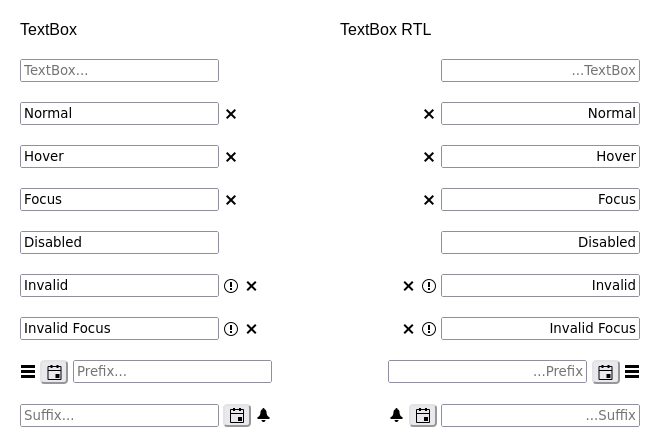 TextBox
TextBox RTL
TextBox...
...TextBox
Normal
Normal
Hover
Hover
Focus
Focus
Disabled
Disabled
Invalid
Invalid
Invalid Focus
Invalid Focus
Prefix...
...Prefix
Suffix...
...Suffix